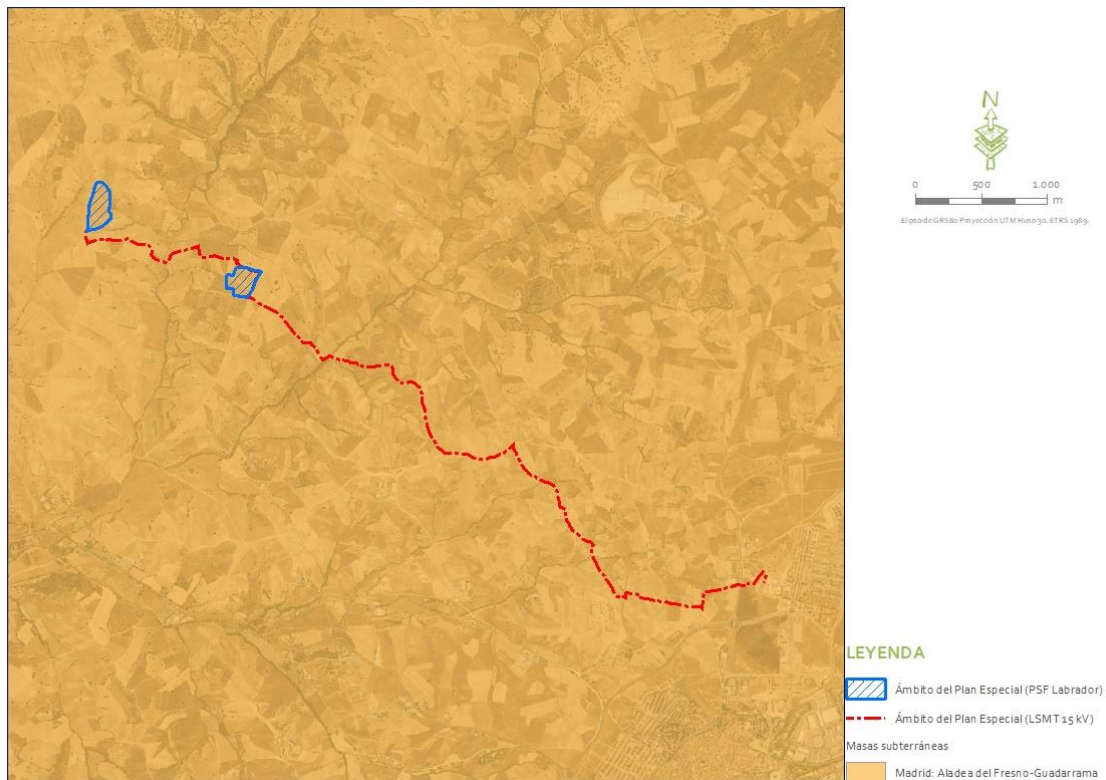 N
0 500 1.000
m
Elipsoide GRS80 Proyección UTM Huso 30. ETRS 1989.
LEYENDA
Ámbito del Plan Especial (PSF Labrador)
Ámbito del Plan Especial (LSMT 15 kV)
Masas subterráneas
Madrid: Aladea del Fresno-Guadarrama